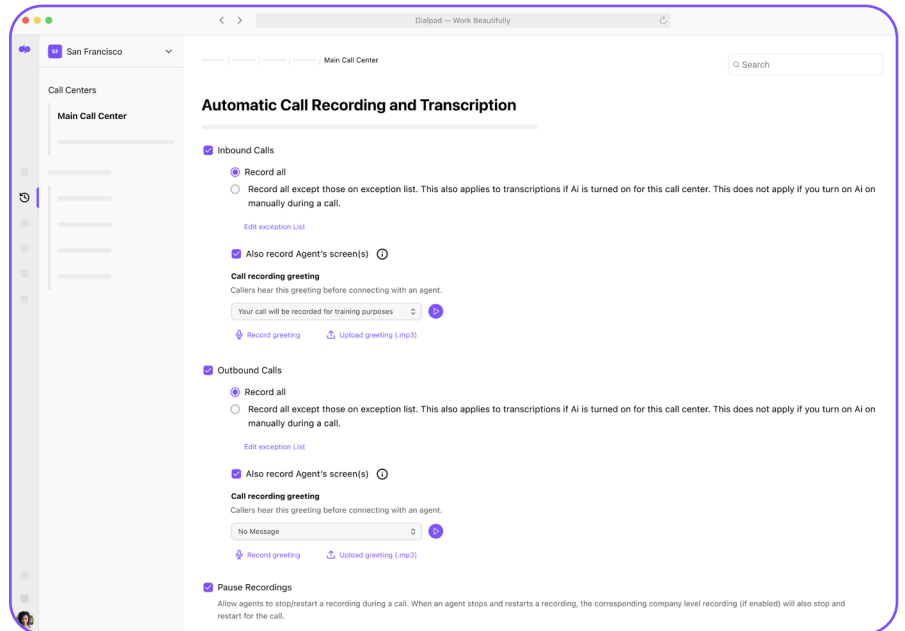 Dialpad — Work Beautifully
SF San Francisco
/ / / / Main Call Center
Search
Call Centers
Main Call Center
Automatic Call Recording and Transcription
Inbound Calls
Record all
Record all except those on exception list. This also applies to transcriptions if Ai is turned on for this call center. This does not apply if you turn on Ai on
manually during a call.
Edit exception List
Also record Agent's screen(s)
Call recording greeting
Callers hear this greeting before connecting with an agent.
Your call will be recorded for training purposes
Record greeting Upload greeting (.mp3)
Outbound Calls
Record all
Record all except those on exception list. This also applies to transcriptions if Ai is turned on for this call center. This does not apply if you turn on Ai on
manually during a call.
Edit exception List
Also record Agent's screen(s)
Call recording greeting
Callers hear this greeting before connecting with an agent.
No Message
Record greeting Upload greeting (.mp3)
Pause Recordings
Allow agents to stop/restart a recording during a call. When an agent stops and restarts a recording, the corresponding company level recording (if enabled) will also stop and
restart for the call.